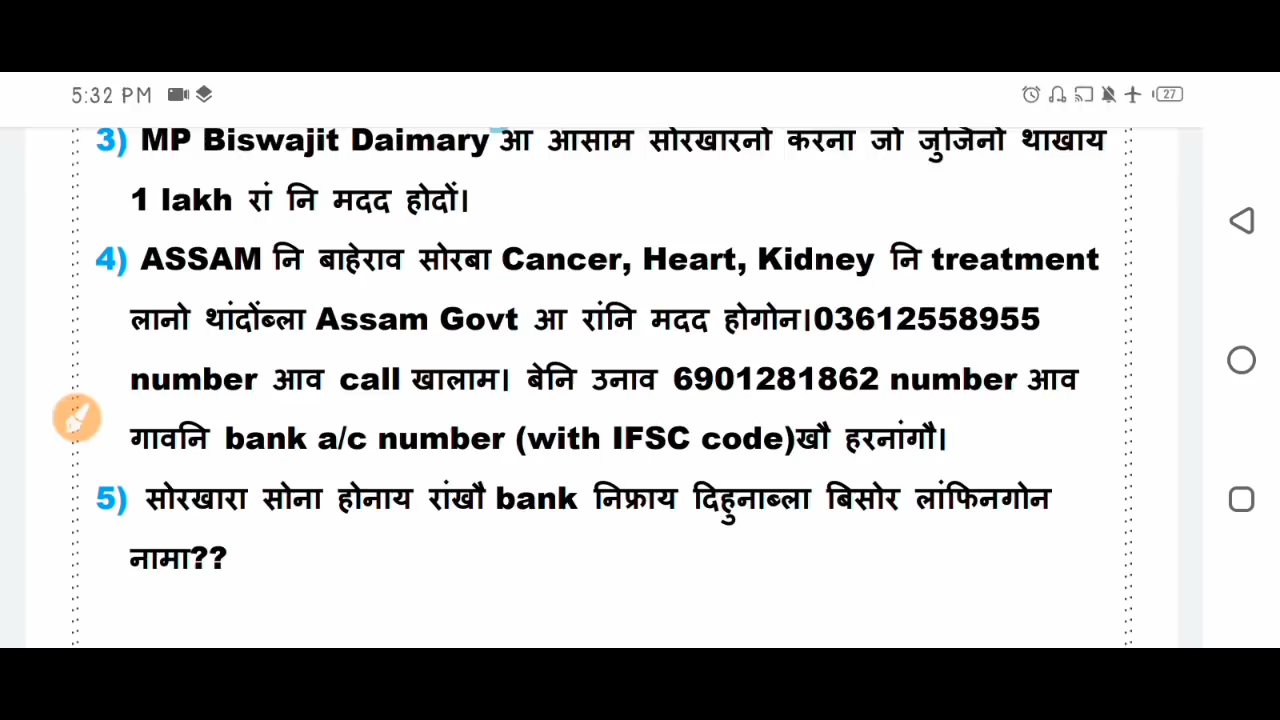 5:32 PM
27
3) MP Biswajit Daimary आ आसाम सोरखारनो करना जों जुजिनो थाखाय
1 lakh रां नि मदद होदों।
4) ASSAM नि बाहेराव सोरबा Cancer, Heart, Kidney नि treatment
लानो थांदोंब्ला Assam Govt आ रांनि मदद होगोन।03612558955
number आव call खालाम। बेनि उनाव 6901281862 number आव
गावनि bank a/c number (with IFSC code)खौ हरनांगौ।
5) सोरखारा सोना होनाय रांखौ bank निफ्राय दिहुनाब्ला बिसोर लांफिनगोन
नामा??